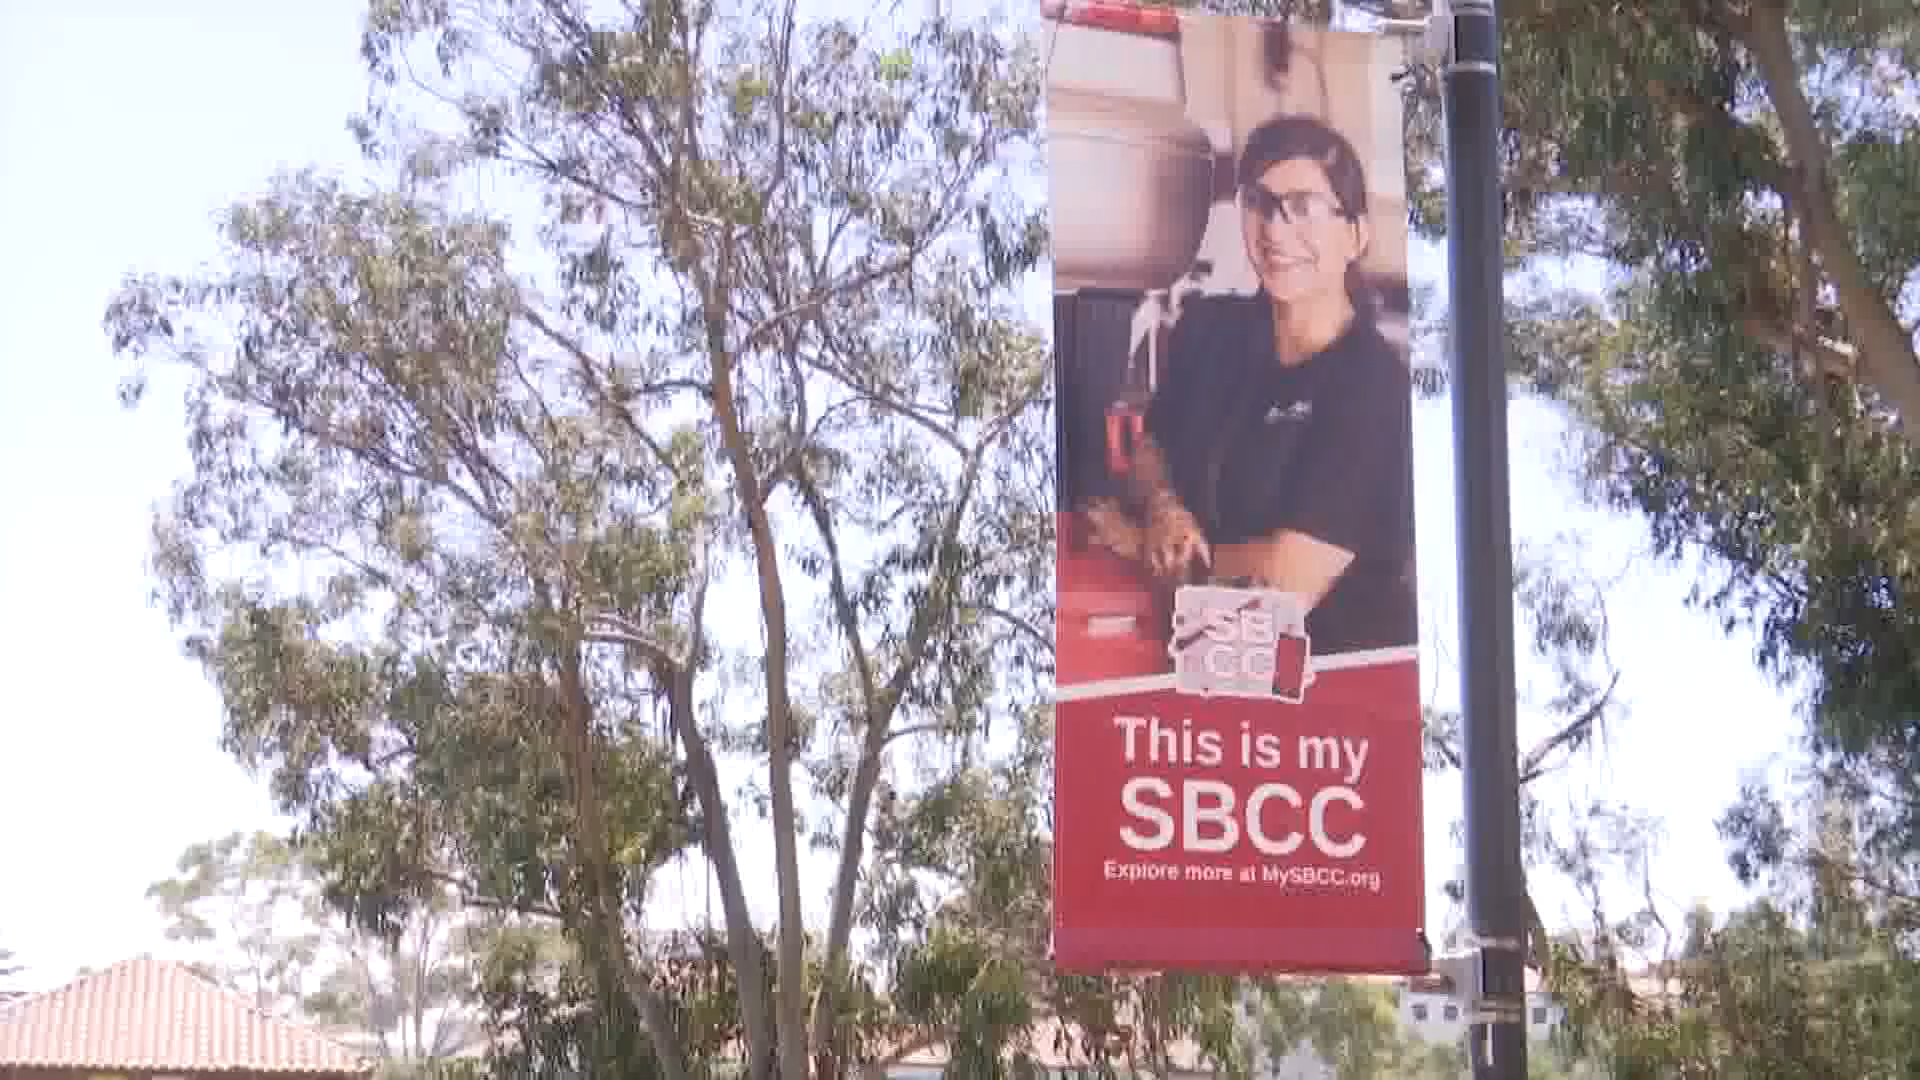 SB
CC
This is my
SBCC
Explore more at MySBCC.org